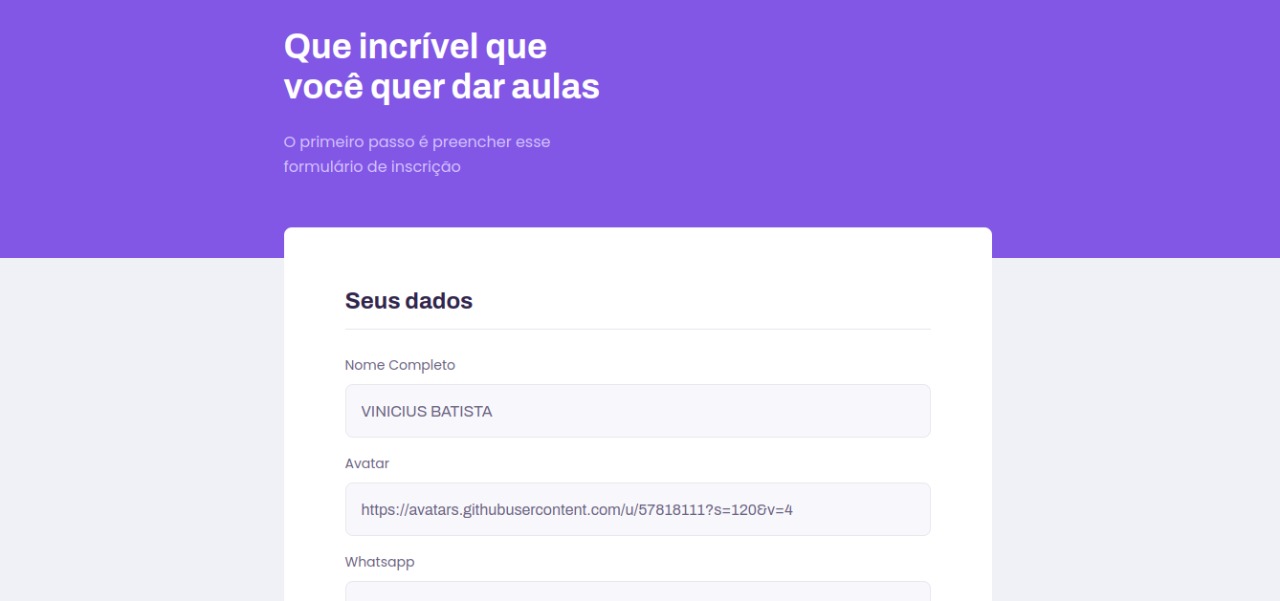 Que incrível que
você quer dar aulas
O primeiro passo é preencher esse
formulário de inscrição
Seus dados
Nome Completo
VINICIUS BATISTA
Avatar
https://avatars.githubusercontent.com/u/57818111?s=120&v=4
Whatsapp